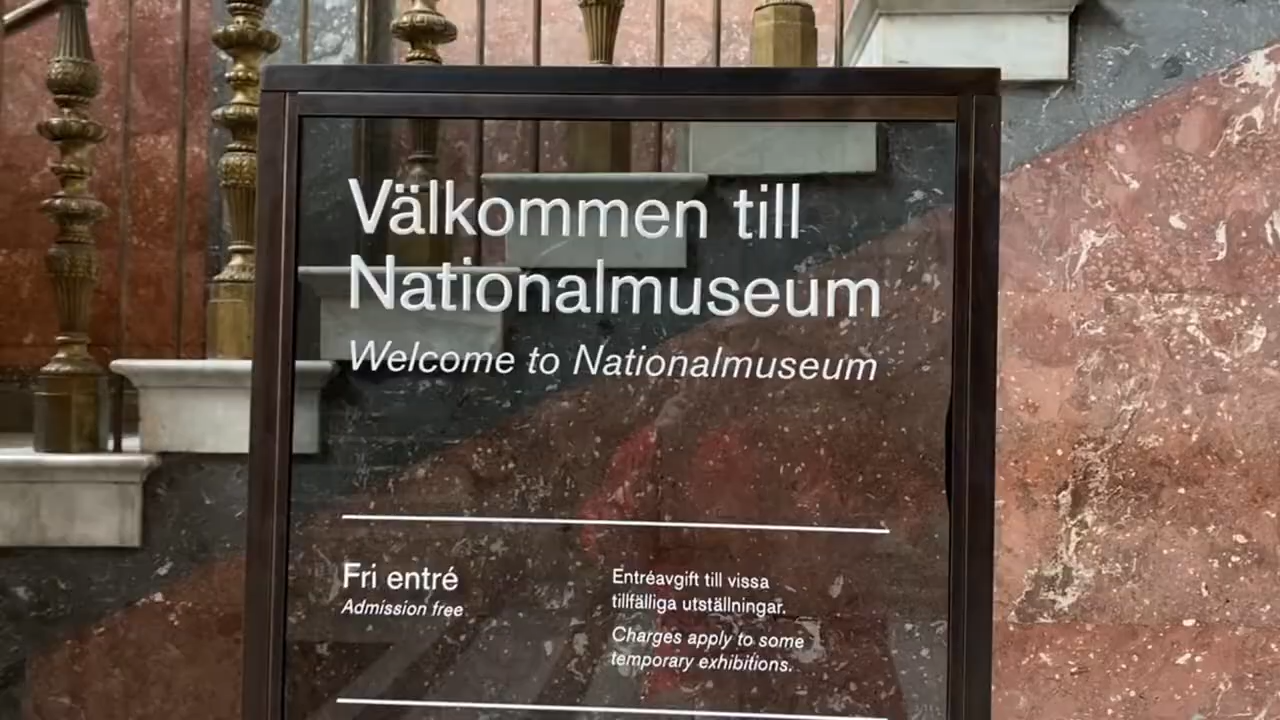 Välkommen till
Nationalmuseum
Welcome to Nationalmuseum
Fri entré
Admission free
Entréavgift till vissa
tillfälliga utställningar.
Charges apply to some
temporary exhibitions.